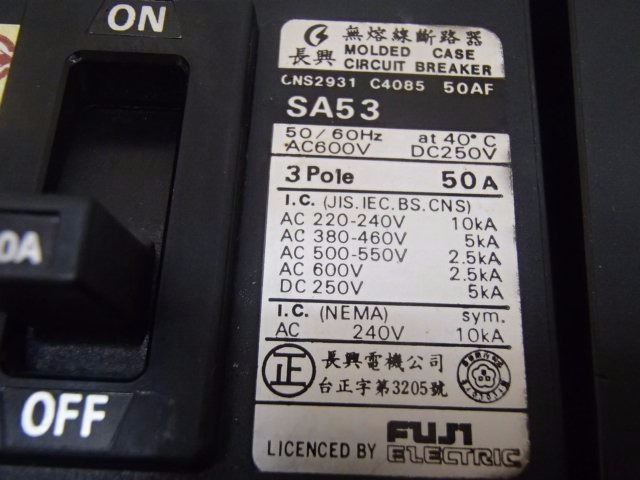 ON
無熔線斷路器
長興 MOLDED CASE
CIRCUIT BREAKER
CNS2931 C4085 50AF
SA53
50/60Hz at 40°C
AC600V DC250V
3 Pole 50A
I.C. (JIS.IEC.BS.CNS)
AC 220-240V 10kA
AC 380-460V 5kA
AC 500-550V 2.5kA
AC 600V 2.5kA
DC 250V 5kA
I.C. (NEMA) sym.
AC 240V 10kA
正 長興電機公司
台正字第3205號
LICENCED BY FUJI
ELECTRIC
0A
OFF